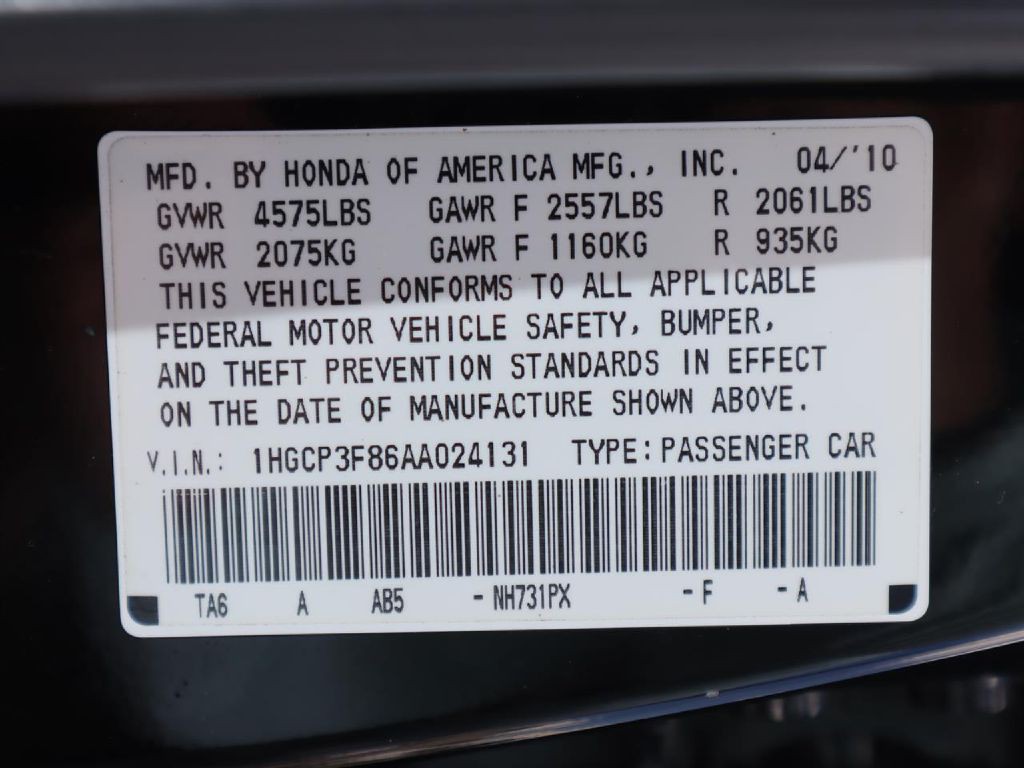 MFD. BY HONDA OF AMERICA MFG., INC. 04/'10
GVWR 4575LBS GAWR F 2557LBS R 2061LBS
GVWR 2075KG GAWR F 1160KG R 935KG
THIS VEHICLE CONFORMS TO ALL APPLICABLE
FEDERAL MOTOR VEHICLE SAFETY, BUMPER,
AND THEFT PREVENTION STANDARDS IN EFFECT
ON THE DATE OF MANUFACTURE SHOWN ABOVE.
V.I.N.: 1HGCP3F86AA024131 TYPE: PASSENGER CAR
TA6 A AB5 - NH731PX - F - A